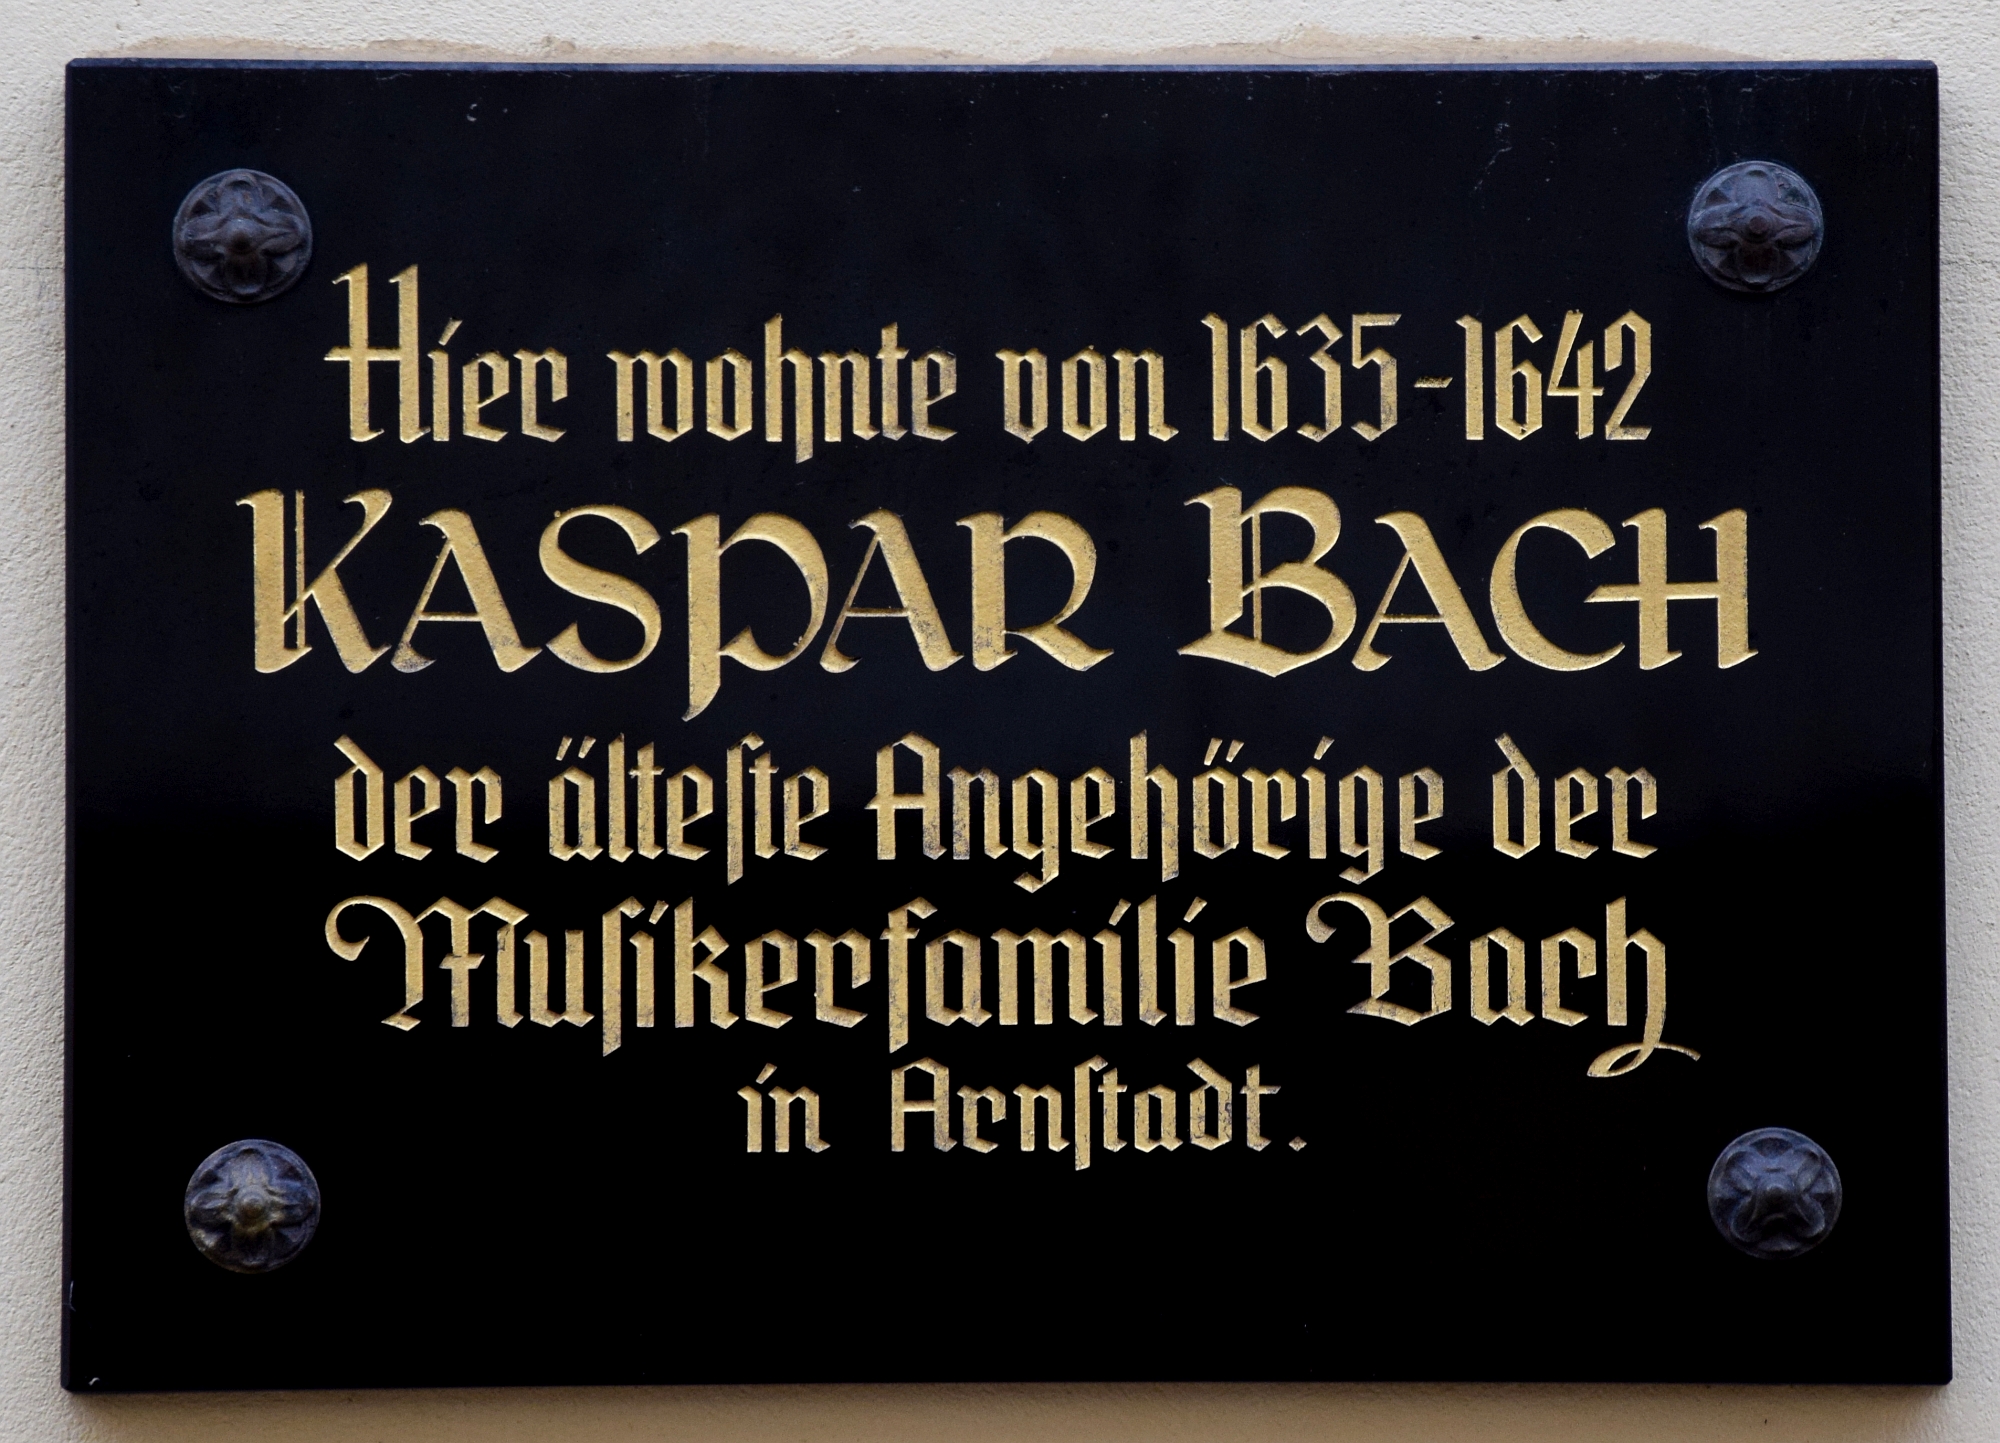 Hier wohnte von 1635-1642
KASPAR BACH
der älteſte Angehörige der
Muſikerfamilie Bach
in Arnſtadt.